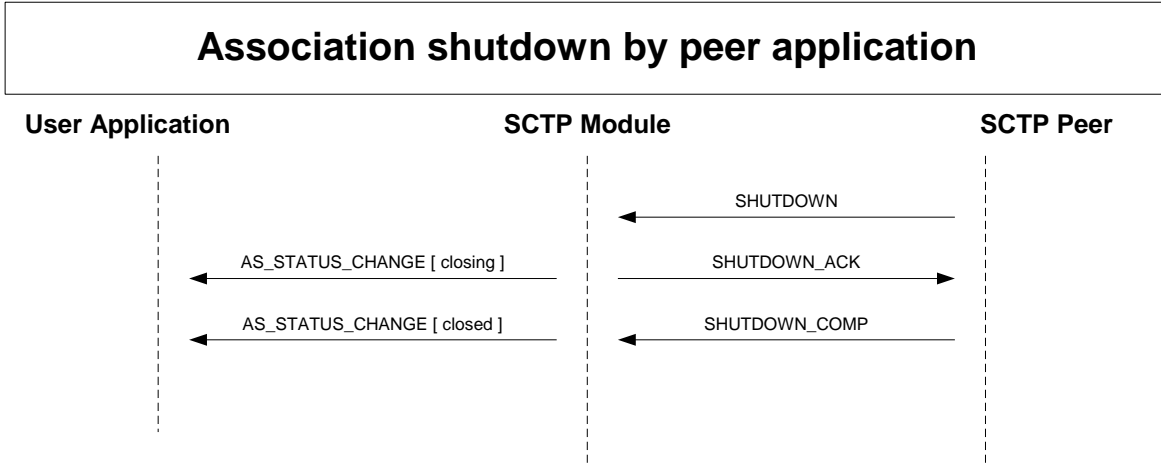 Association shutdown by peer application
User Application
SCTP Module
SCTP Peer
SHUTDOWN
AS_STATUS_CHANGE [ closing ]
SHUTDOWN_ACK
AS_STATUS_CHANGE [ closed ]
SHUTDOWN_COMP